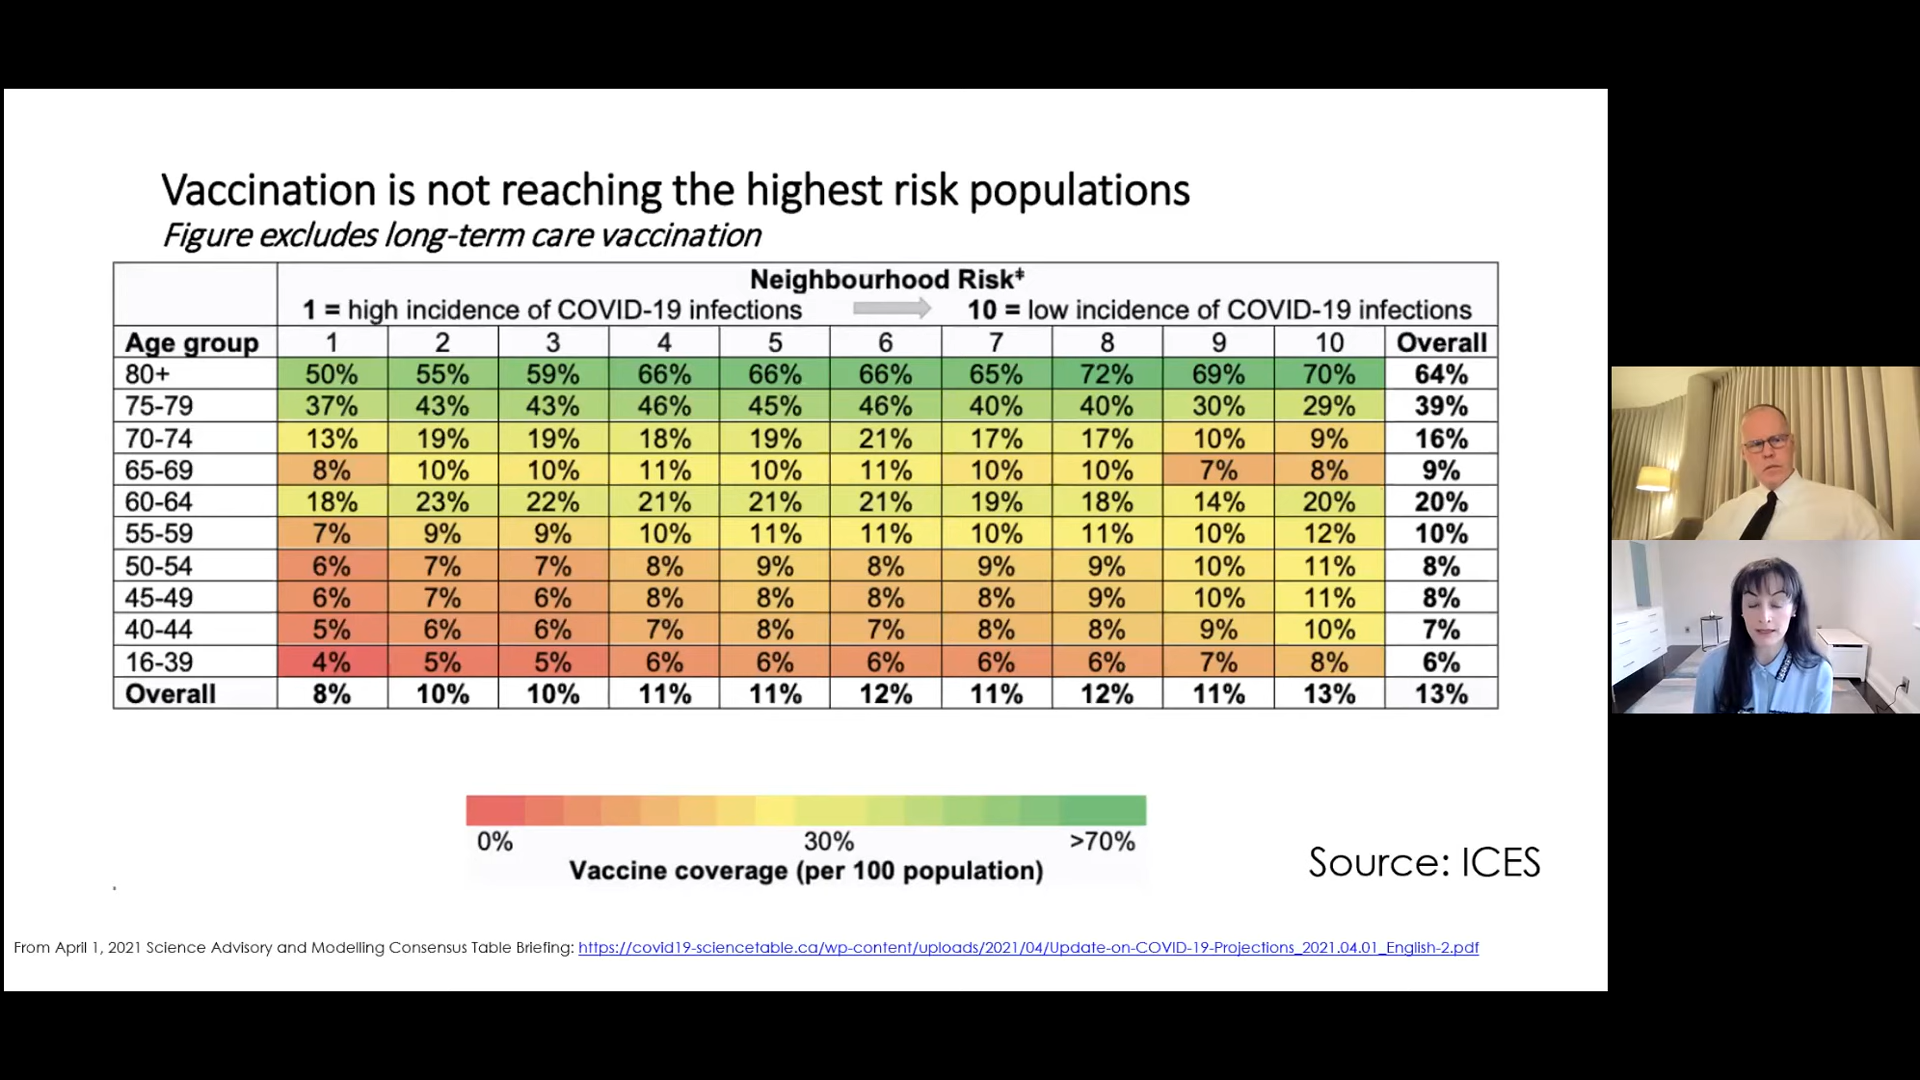 Vaccination is not reaching the highest risk populations
Figure excludes long-term care vaccination
Neighbourhood Risk‡
1 = high incidence of COVID-19 infections 10 = low incidence of COVID-19 infections
Age group 1 2 3 4 5 6 7 8 9 10 Overall
80+ 50% 55% 59% 66% 66% 66% 65% 72% 69% 70% 64%
75-79 37% 43% 43% 46% 45% 46% 40% 40% 30% 29% 39%
70-74 13% 19% 19% 18% 19% 21% 17% 17% 10% 9% 16%
65-69 8% 10% 10% 11% 10% 11% 10% 10% 7% 8% 9%
60-64 18% 23% 22% 21% 21% 21% 19% 18% 14% 20% 20%
55-59 7% 9% 9% 10% 11% 11% 10% 11% 10% 12% 10%
50-54 6% 7% 7% 8% 9% 8% 9% 9% 10% 11% 8%
45-49 6% 7% 6% 8% 8% 8% 8% 9% 10% 11% 8%
40-44 5% 6% 6% 7% 8% 7% 8% 8% 9% 10% 7%
16-39 4% 5% 5% 6% 6% 6% 6% 6% 7% 8% 6%
Overall 8% 10% 10% 11% 11% 12% 11% 12% 11% 13% 13%
0% 30% >70%
Vaccine coverage (per 100 population)
Source: ICES
From April 1, 2021 Science Advisory and Modelling Consensus Table Briefing: https://covid19-sciencetable.ca/wp-content/uploads/2021/04/Update-on-COVID-19-Projections_2021.04.01_English-2.pdf